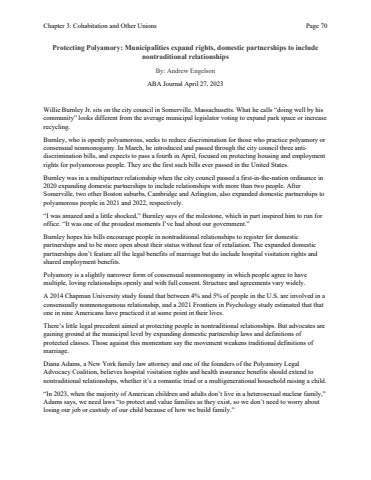 Chapter 3: Cohabitation and Other Unions Page 70
Protecting Polyamory: Municipalities expand rights, domestic partnerships to include
nontraditional relationships
By: Andrew Engelson
ABA Journal April 27, 2023
Willie Burnley Jr. sits on the city council in Somerville, Massachusetts. What he calls “doing well by his
community” looks different from the average municipal legislator voting to expand park space or increase
recycling.
Burnley, who is openly polyamorous, seeks to reduce discrimination for those who practice polyamory or
consensual nonmonogamy. In March, he introduced and passed through the city council three anti-
discrimination bills, and expects to pass a fourth in April, focused on protecting housing and employment
rights for polyamorous people. They are the first such bills ever passed in the United States.
Burnley was in a multipartner relationship when the city council passed a first-in-the-nation ordinance in
2020 expanding domestic partnerships to include relationships with more than two people. After
Somerville, two other Boston suburbs, Cambridge and Arlington, also expanded domestic partnerships to
polyamorous people in 2021 and 2022, respectively.
“I was amazed and a little shocked,” Burnley says of the milestone, which in part inspired him to run for
office. “It was one of the proudest moments I’ve had about our government.”
Burnley hopes his bills encourage people in nontraditional relationships to register for domestic
partnerships and to be more open about their status without fear of retaliation. The expanded domestic
partnerships don’t feature all the legal benefits of marriage but do include hospital visitation rights and
shared employment benefits.
Polyamory is a slightly narrower form of consensual nonmonogamy in which people agree to have
multiple, loving relationships openly and with full consent. Structure and agreements vary widely.
A 2014 Chapman University study found that between 4% and 5% of people in the U.S. are involved in a
consensually nonmonogamous relationship, and a 2021 Frontiers in Psychology study estimated that that
one in nine Americans have practiced it at some point in their lives.
There’s little legal precedent aimed at protecting people in nontraditional relationships. But advocates are
gaining ground at the municipal level by expanding domestic partnership laws and definitions of
protected classes. Those against this momentum say the movement weakens traditional definitions of
marriage.
Diana Adams, a New York family law attorney and one of the founders of the Polyamory Legal
Advocacy Coalition, believes hospital visitation rights and health insurance benefits should extend to
nontraditional relationships, whether it’s a romantic triad or a multigenerational household raising a child.
“In 2023, when the majority of American children and adults don’t live in a heterosexual nuclear family,”
Adams says, we need laws “to protect and value families as they exist, so we don’t need to worry about
losing our job or custody of our child because of how we build family.”